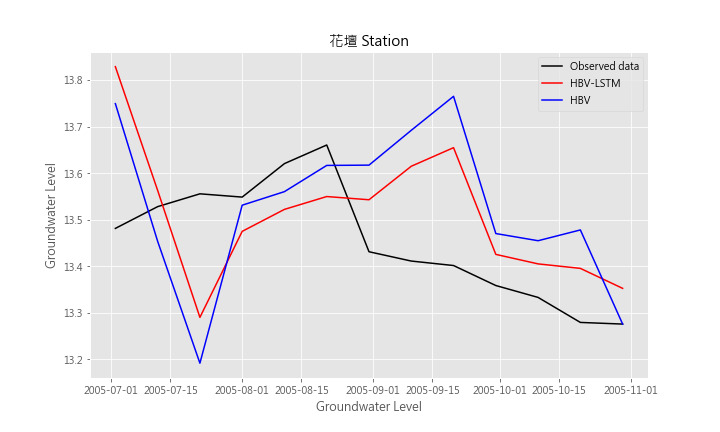 花壇 Station
Observed data
HBV-LSTM
HBV
Groundwater Level
13.8
13.7
13.6
13.5
13.4
13.3
13.2
2005-07-01 2005-07-15 2005-08-01 2005-08-15 2005-09-01 2005-09-15 2005-10-01 2005-10-15 2005-11-01
Groundwater Level